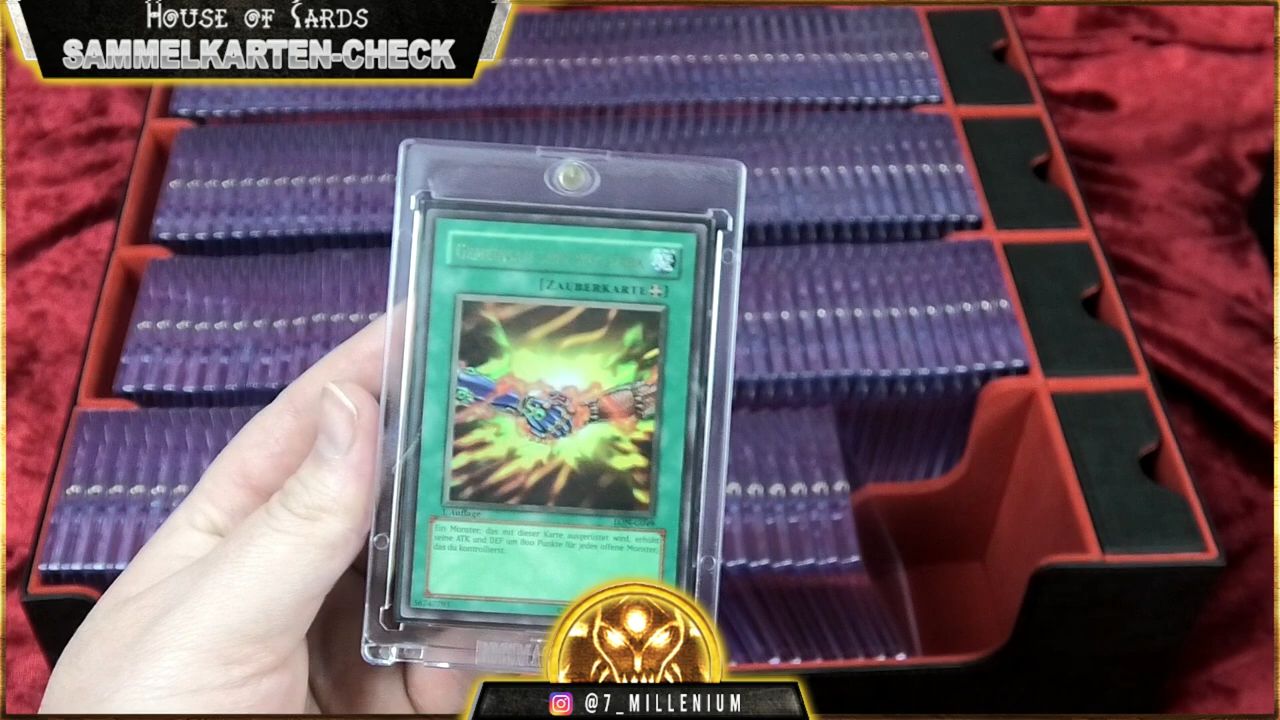 House of Cards
SAMMELKARTEN-CHECK
[ZAUBERKARTE
1. Auflage
Ein Monster, das mit dieser Karte ausgerüstet wird, erhöht
seine ATK und DEF um 800 Punkte für jedes offene Monster,
das du kontrollierst.
@7_MILLENIUM